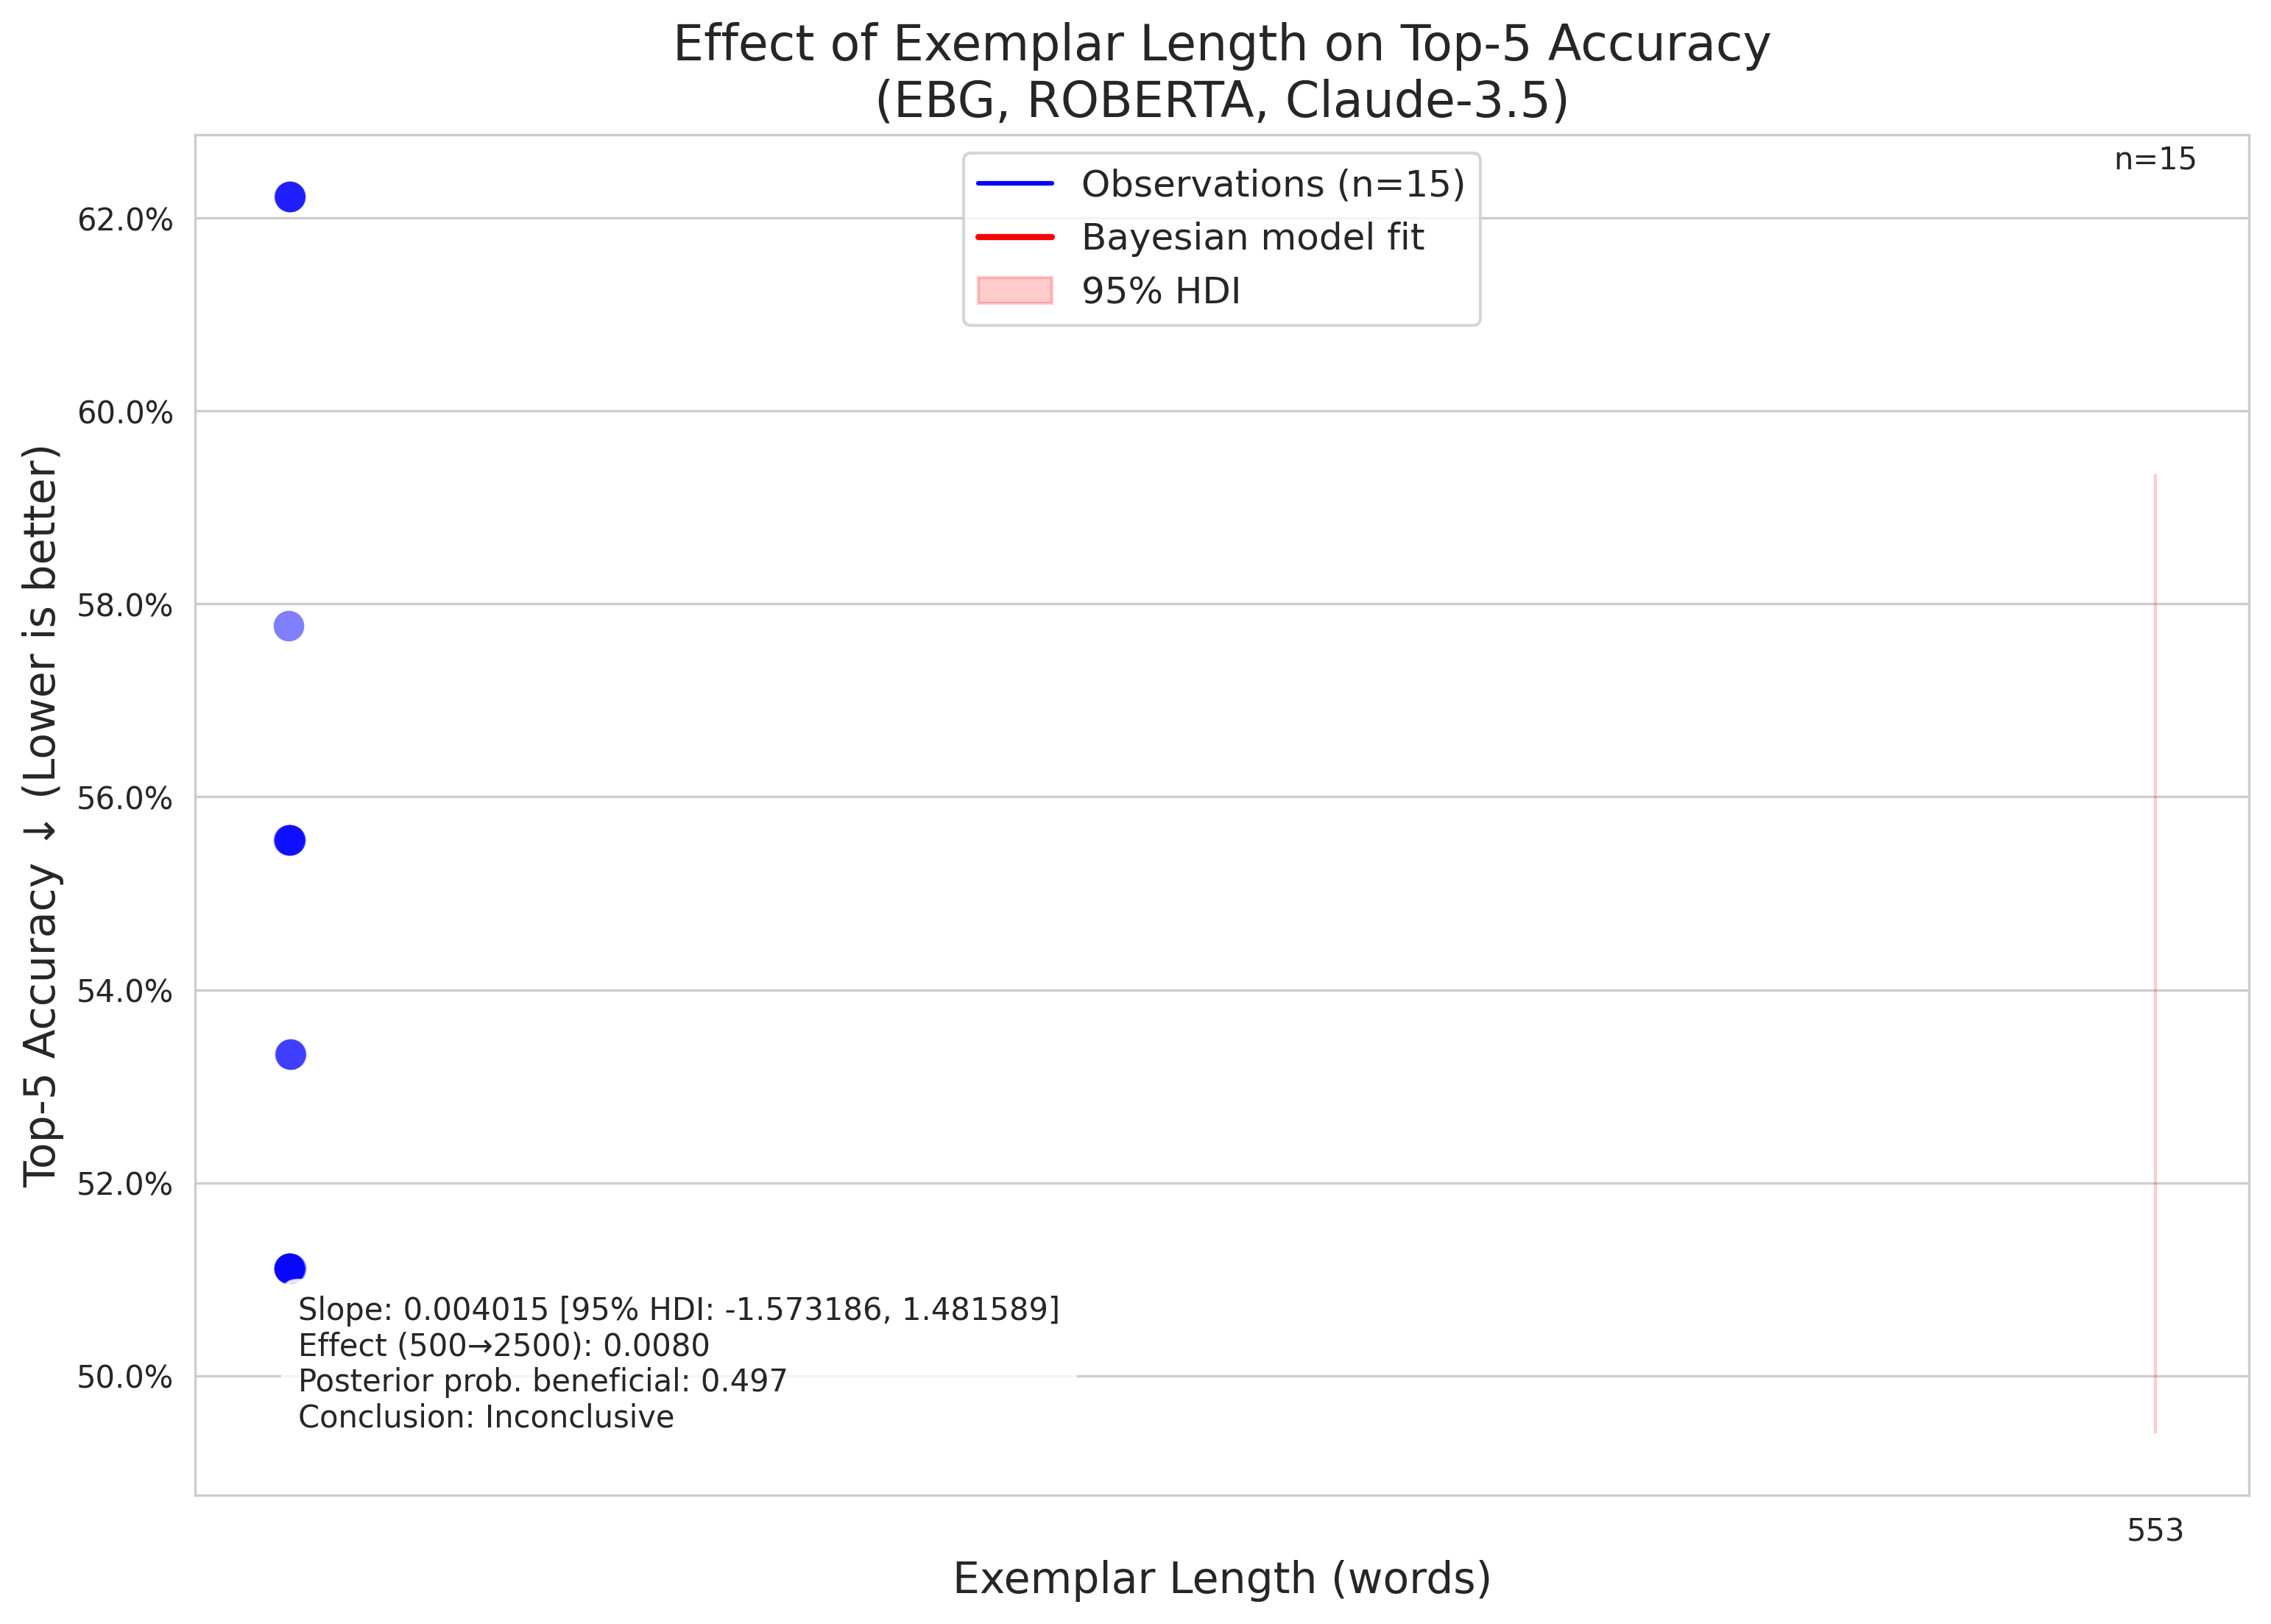 Effect of Exemplar Length on Top-5 Accuracy
(EBG, ROBERTA, Claude-3.5)
n=15
Observations (n=15)
Bayesian model fit
95% HDI
62.0%
60.0%
58.0%
56.0%
54.0%
52.0%
50.0%
Top-5 Accuracy ↓ (Lower is better)
Slope: 0.004015 [95% HDI: -1.573186, 1.481589]
Effect (500→2500): 0.0080
Posterior prob. beneficial: 0.497
Conclusion: Inconclusive
553
Exemplar Length (words)